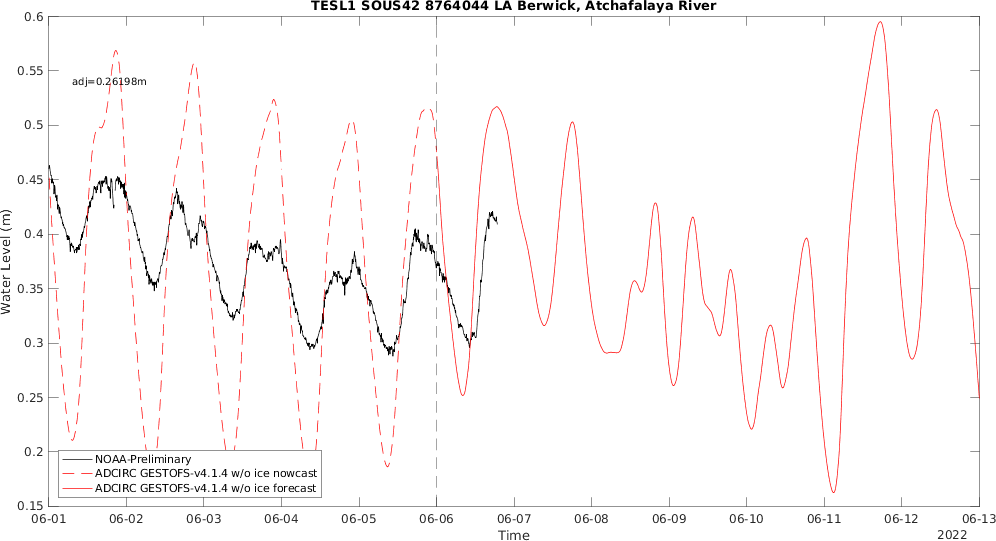 TESL1 SOUS42 8764044 LA Berwick, Atchafalaya River
0.6
0.55
0.5
0.45
0.4
0.35
0.3
0.25
0.2
0.15
Water Level (m)
adj=0.26198m
NOAA-Preliminary
ADCIRC GESTOFS-v4.1.4 w/o ice nowcast
ADCIRC GESTOFS-v4.1.4 w/o ice forecast
06-01 06-02 06-03 06-04 06-05 06-06 06-07 06-08 06-09 06-10 06-11 06-12 06-13
Time
2022